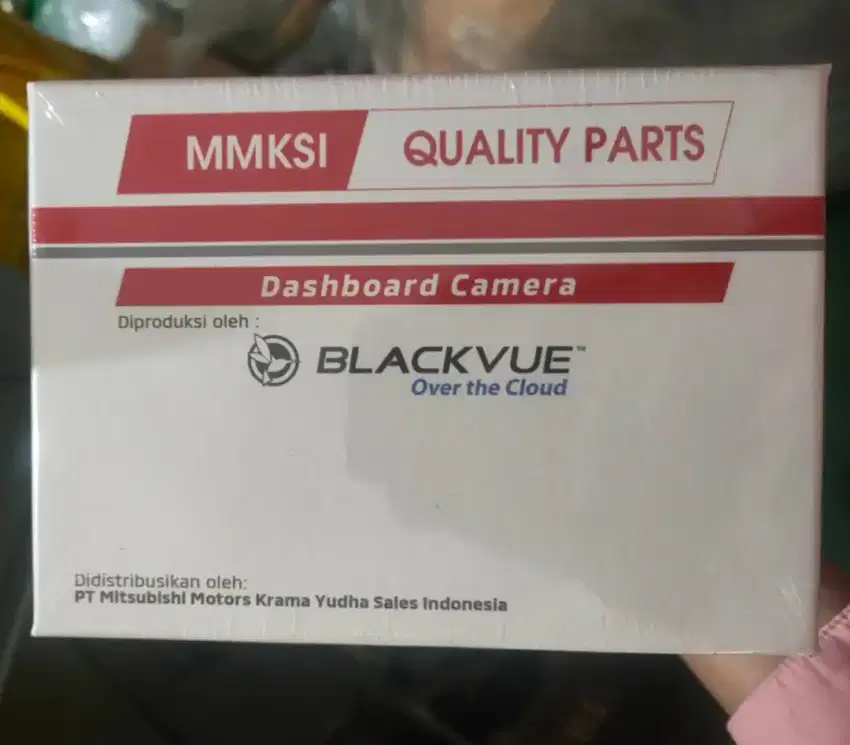 MMKSI QUALITY PARTS
Dashboard Camera
Diproduksi oleh :
BLACKVUE™
Over the Cloud
Didistribusikan oleh:
PT Mitsubishi Motors Krama Yudha Sales Indonesia